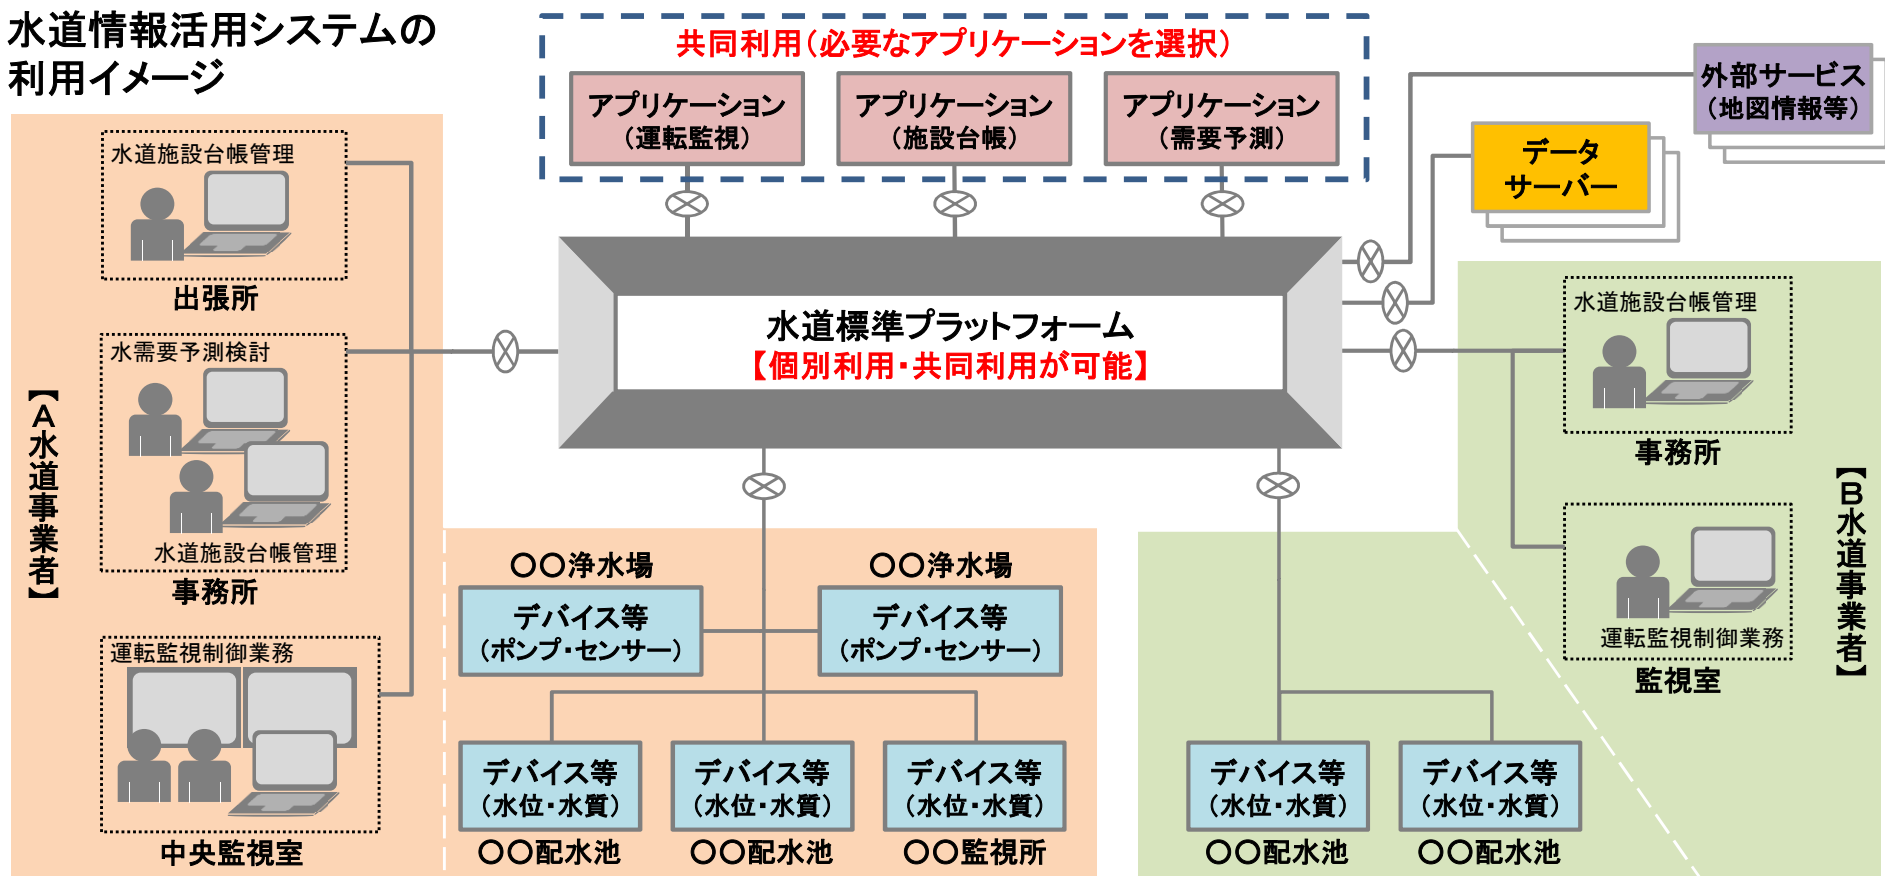 水道情報活用システムの
利用イメージ
共同利用（必要なアプリケーションを選択）
アプリケーション
（運転監視）
アプリケーション
（施設台帳）
アプリケーション
（需要予測）
外部サービス
（地図情報等）
データ
サーバー
水道標準プラットフォーム
【個別利用・共同利用が可能】
【A水道事業者】
水道施設台帳管理
出張所
水需要予測検討
水道施設台帳管理
事務所
運転監視制御業務
中央監視室
〇〇浄水場
デバイス等
（ポンプ・センサー）
〇〇浄水場
デバイス等
（ポンプ・センサー）
デバイス等
（水位・水質）
〇〇配水池
デバイス等
（水位・水質）
〇〇配水池
デバイス等
（水位・水質）
〇〇監視所
【B水道事業者】
水道施設台帳管理
事務所
運転監視制御業務
監視室
デバイス等
（水位・水質）
〇〇配水池
デバイス等
（水位・水質）
〇〇配水池